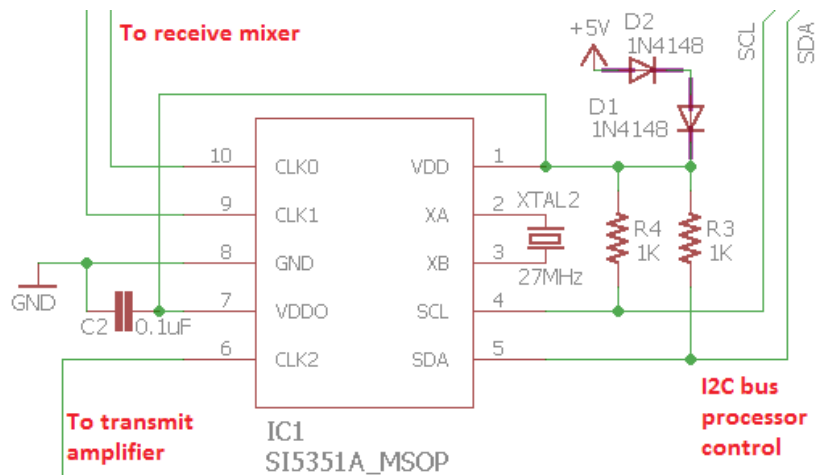 To receive mixer
+5V
D2
1N4148
SCL
SDA
D1
1N4148
10
CLK0
VDD
1
9
CLK1
XA
2
XTAL2
8
GND
XB
3
27MHz
R4
1K
R3
1K
GND
C2
0.1uF
7
VDDO
SCL
4
6
CLK2
SDA
5
To transmit
amplifier
IC1
SI5351A_MSOP
I2C bus
processor
control